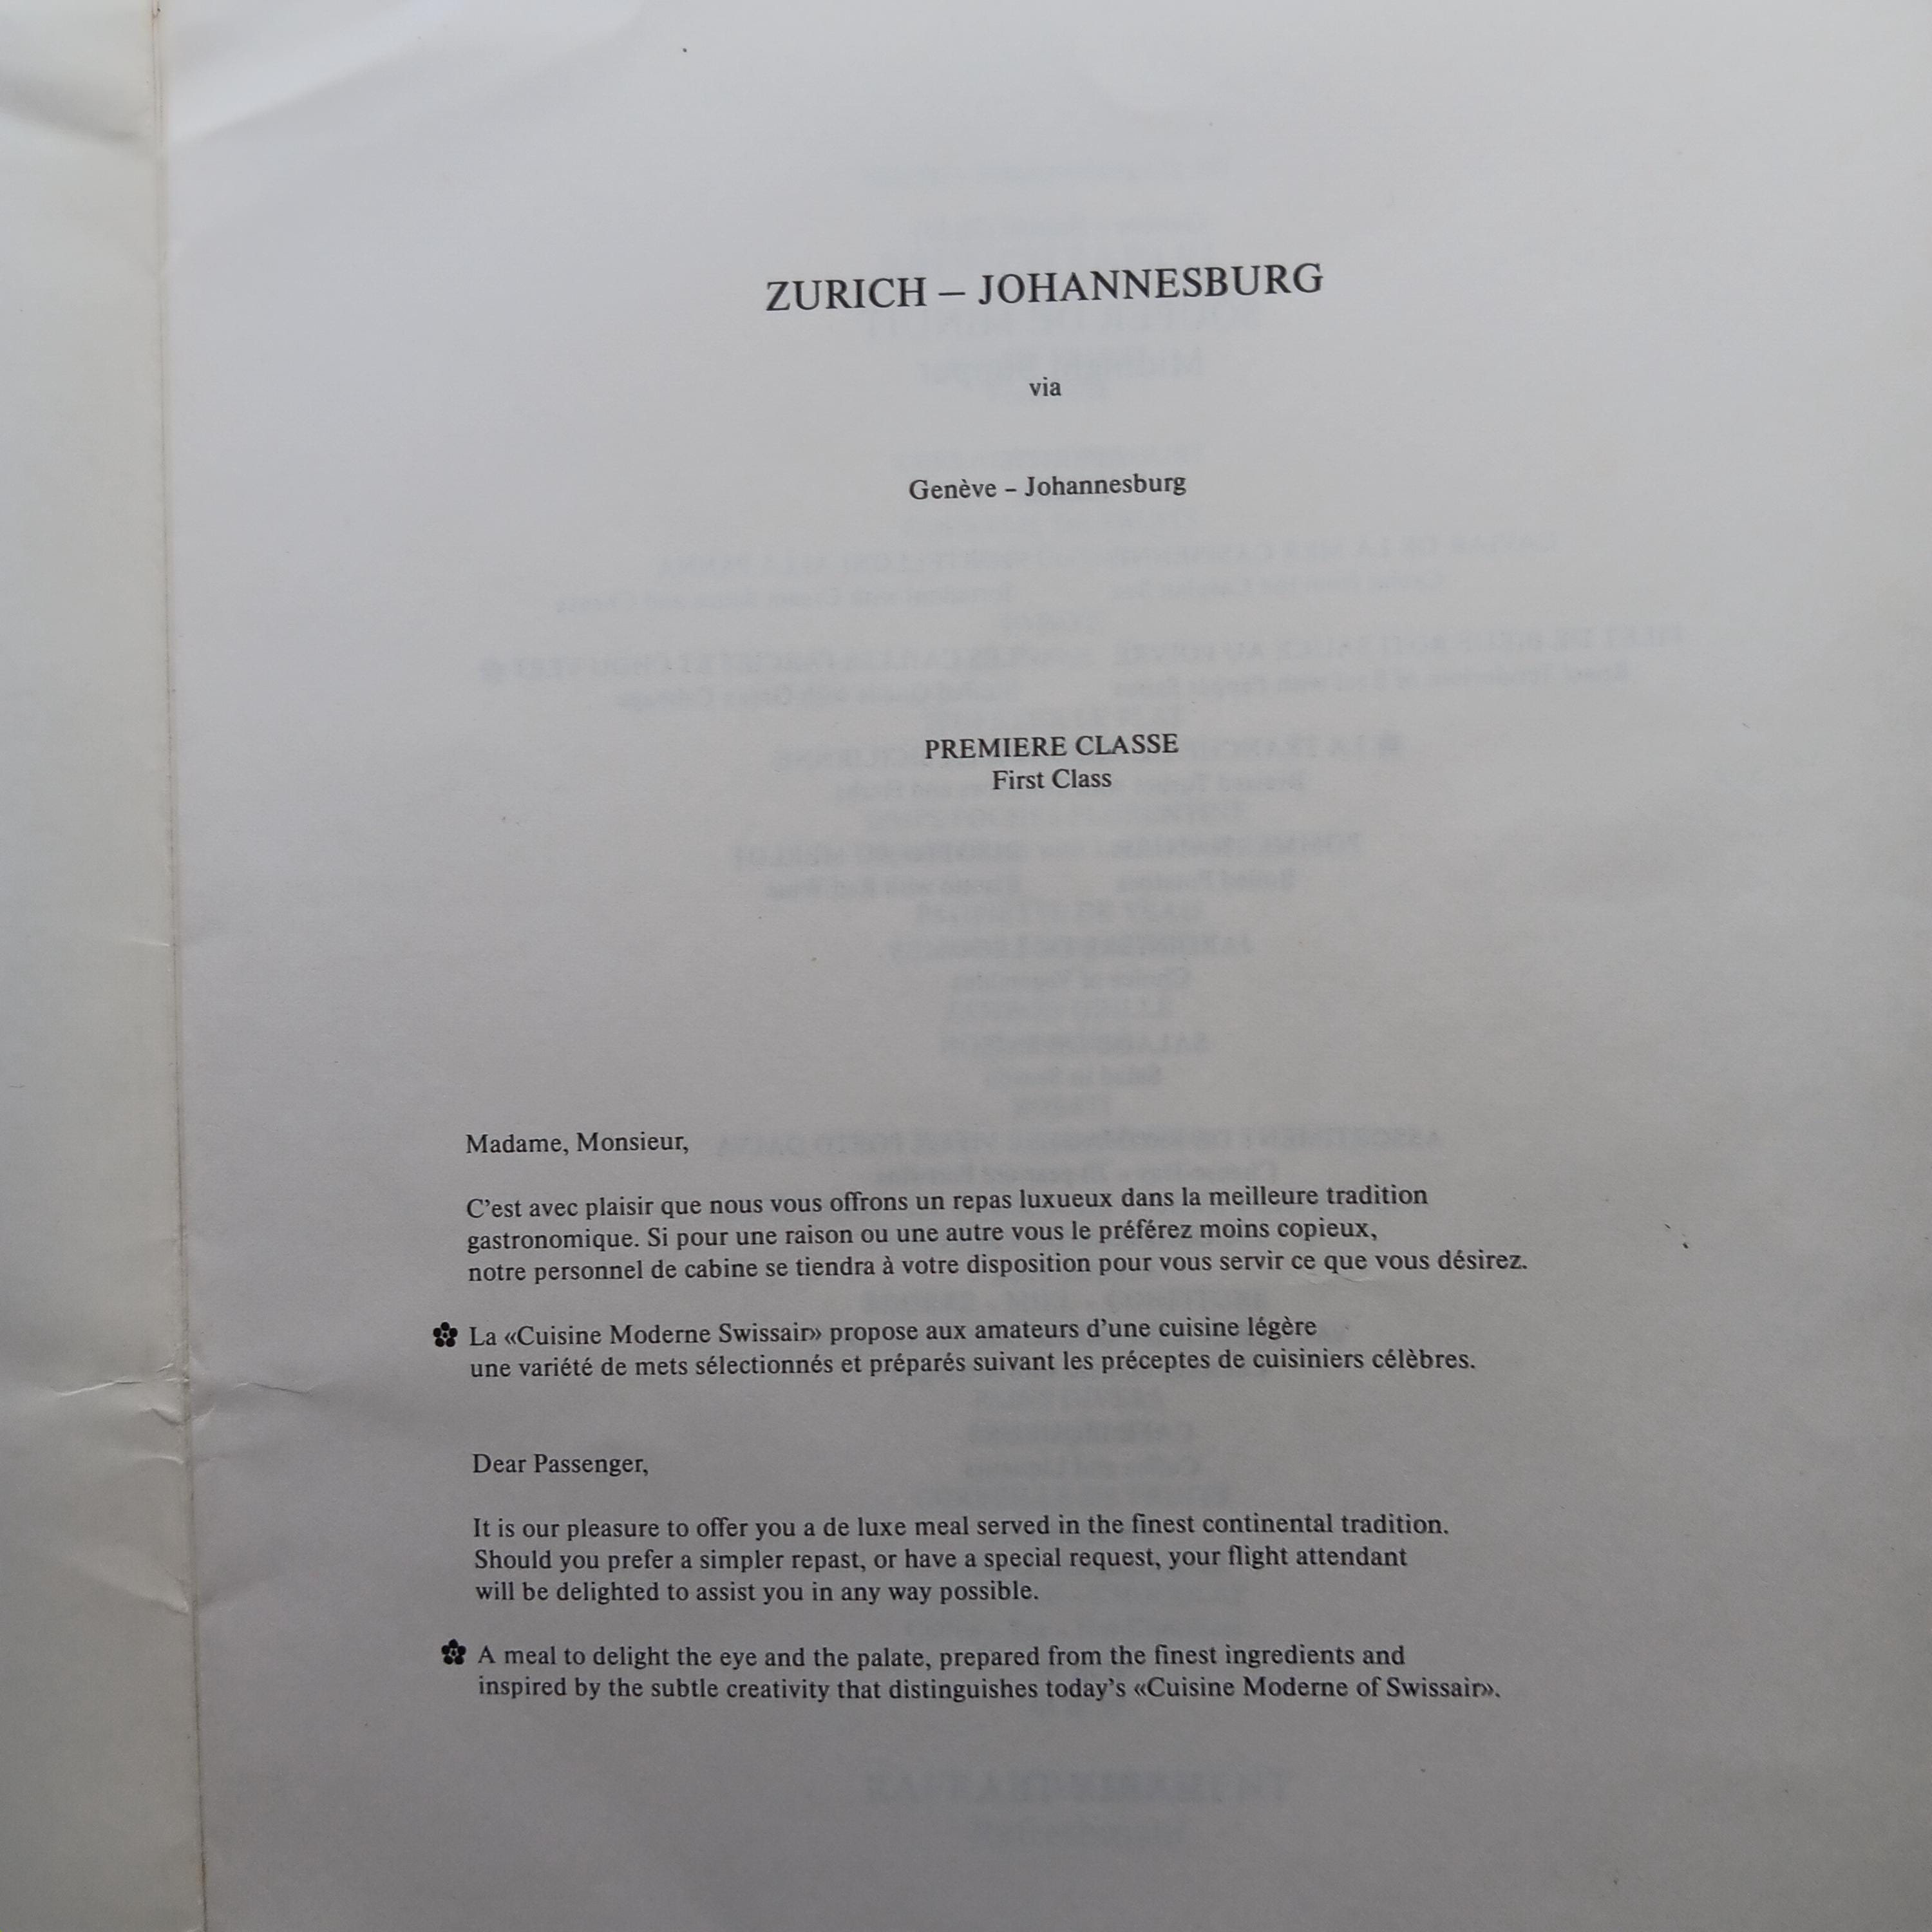 ZURICH – JOHANNESBURG
via
Genève – Johannesburg
PREMIERE CLASSE
First Class
Madame, Monsieur,
C'est avec plaisir que nous vous offrons un repas luxueux dans la meilleure tradition
gastronomique. Si pour une raison ou une autre vous le préférez moins copieux,
notre personnel de cabine se tiendra à votre disposition pour vous servir ce que vous désirez.
La «Cuisine Moderne Swissair» propose aux amateurs d'une cuisine légère
une variété de mets sélectionnés et préparés suivant les préceptes de cuisiniers célèbres.
Dear Passenger,
It is our pleasure to offer you a de luxe meal served in the finest continental tradition.
Should you prefer a simpler repast, or have a special request, your flight attendant
will be delighted to assist you in any way possible.
A meal to delight the eye and the palate, prepared from the finest ingredients and
inspired by the subtle creativity that distinguishes today's «Cuisine Moderne of Swissair».